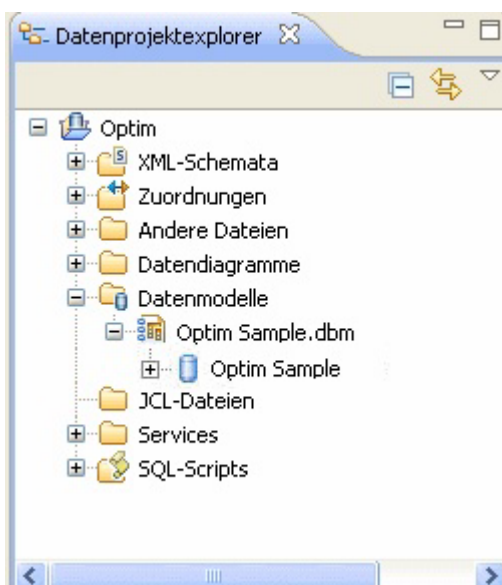 Datenprojektexplorer
Optim
XML-Schemata
Zuordnungen
Andere Dateien
Datendiagramme
Datenmodelle
Optim Sample.dbm
Optim Sample
JCL-Dateien
Services
SQL-Scripts